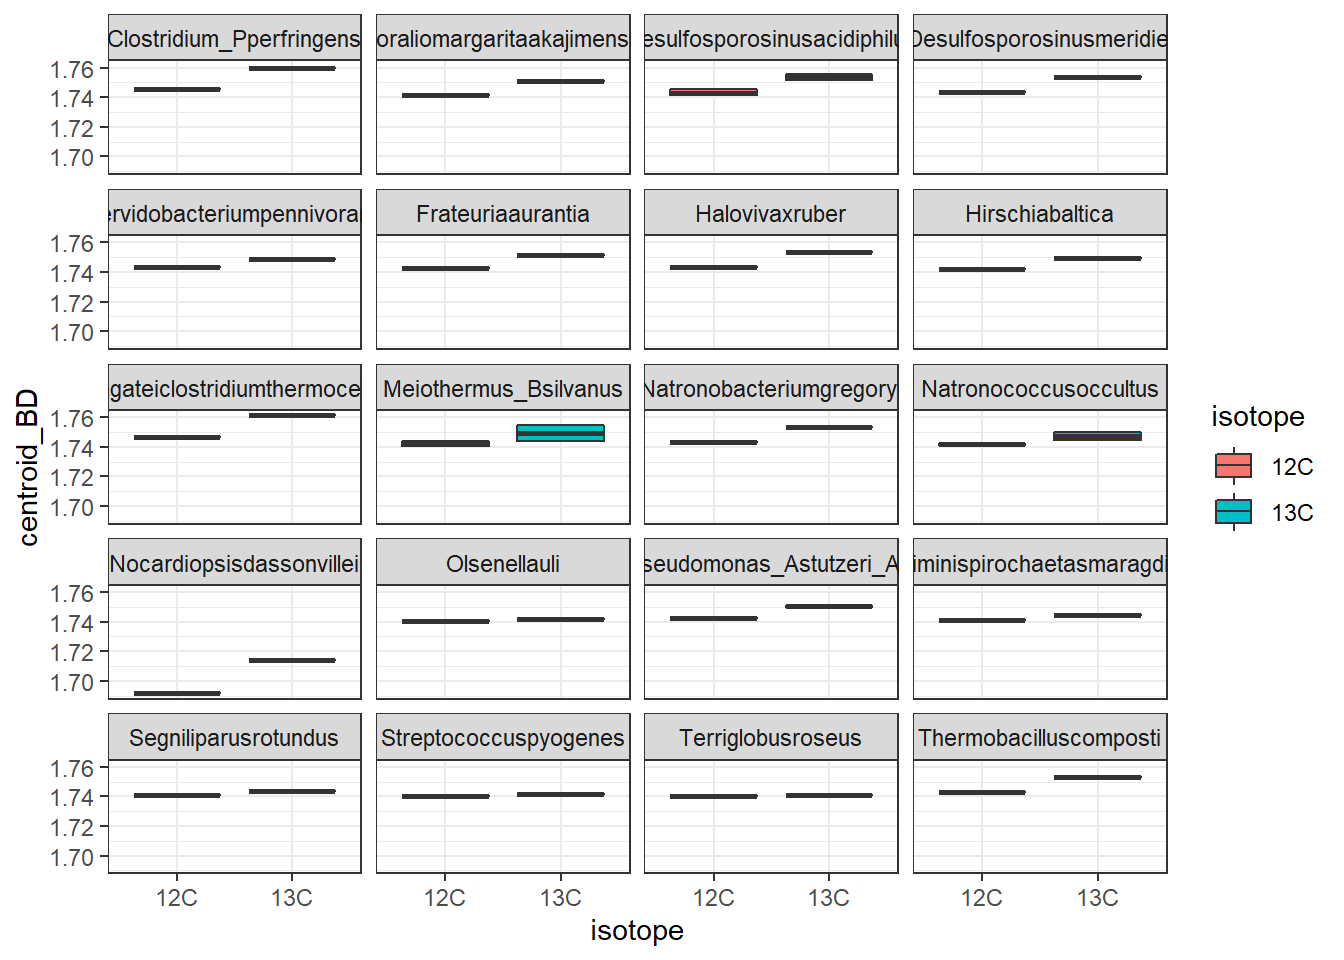 Clostridium_Pperfringens
oraliomargaritaakajimens
esulfosporosinusacidiphilu
Desulfosporosinusmeridie
1.76
1.74
1.72
1.70
ervidobacteriumpennivora
Frateuriaaurantia
Halovivaxruber
Hirschiabaltica
1.76
1.74
1.72
1.70
gateiclostridiumthermoce
Meiothermus_Bsilvanus
Natronobacteriumgregory
Natronococcusoccultus
1.76
1.74
1.72
1.70
Nocardiopsisdassonvillei
Olsenellauli
seudomonas_Astutzeri_A
iminispirochaetasmaragdi
1.76
1.74
1.72
1.70
Segniliparusrotundus
Streptococcuspyogenes
Terriglobusroseus
Thermobacilluscomposti
1.76
1.74
1.72
1.70
12C 13C
12C 13C
12C 13C
12C 13C
isotope
centroid_BD
isotope
12C
13C